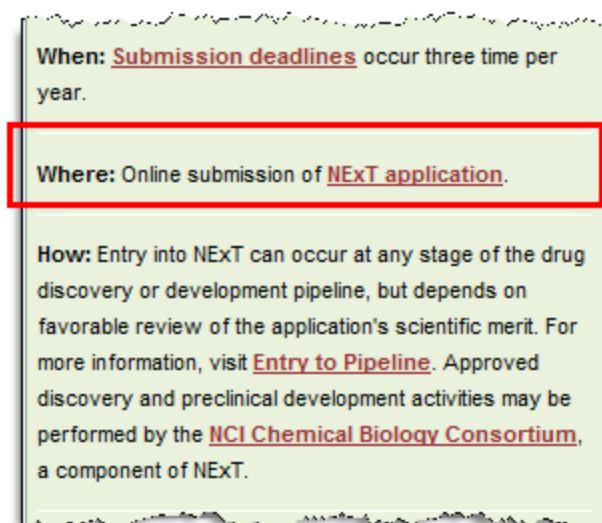 When: Submission deadlines occur three time per
year.
Where: Online submission of NExT application.
How: Entry into NExT can occur at any stage of the drug
discovery or development pipeline, but depends on
favorable review of the application's scientific merit. For
more information, visit Entry to Pipeline. Approved
discovery and preclinical development activities may be
performed by the NCI Chemical Biology Consortium,
a component of NExT.